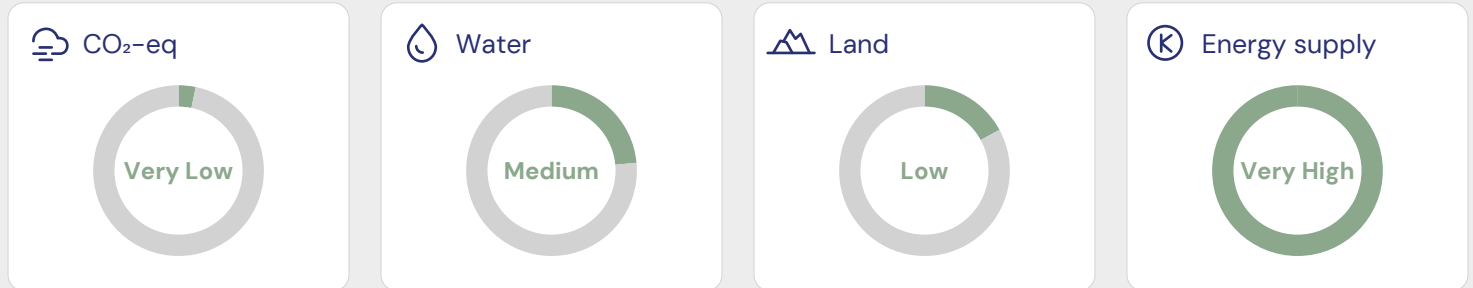 CO₂-eq
Water
Land
Energy supply
Very Low
Medium
Low
Very High